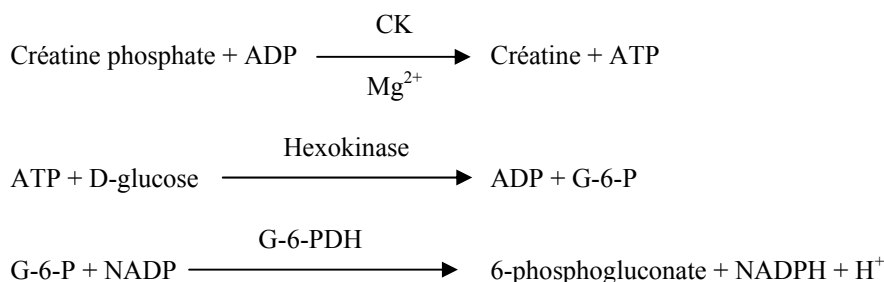 CK
Créatine phosphate + ADP Créatine + ATP
Mg²⁺
Hexokinase
ATP + D-glucose ADP + G-6-P
G-6-PDH
G-6-P + NADP 6-phosphogluconate + NADPH + H⁺